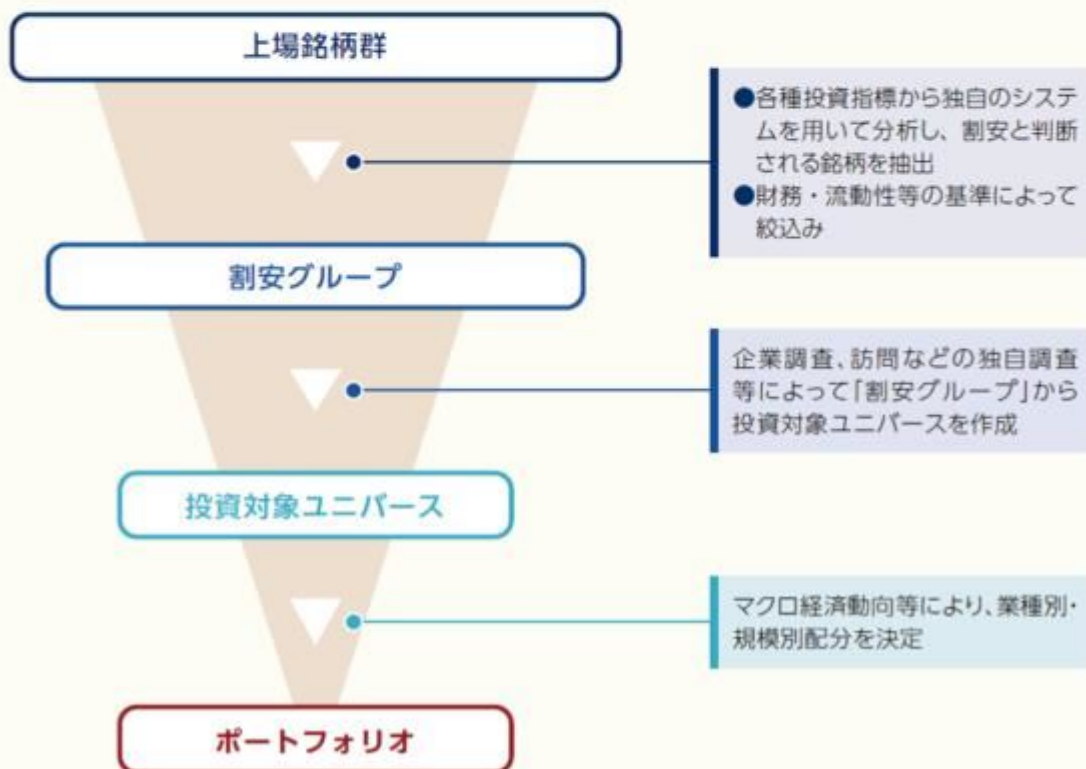 上場銘柄群
●各種投資指標から独自のシステ
ムを用いて分析し、割安と判断
される銘柄を抽出
●財務・流動性等の基準によって
絞込み
割安グループ
企業調査、訪問などの独自調査
等によって「割安グループ」から
投資対象ユニバースを作成
投資対象ユニバース
マクロ経済動向等により、業種別・
規模別配分を決定
ポートフォリオ